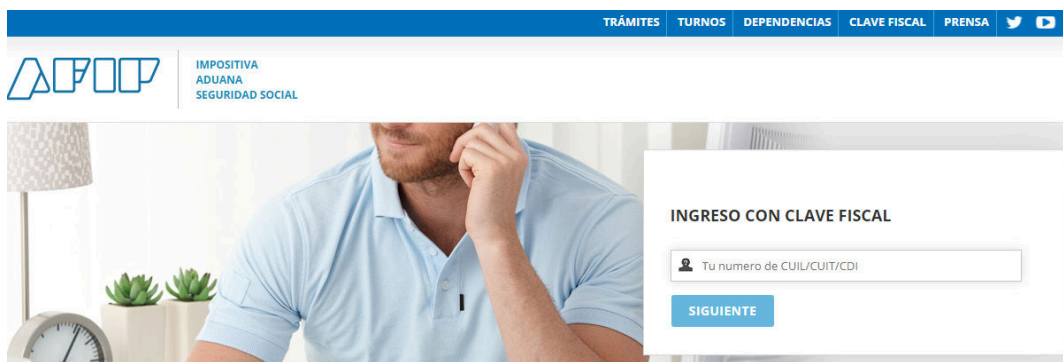 TRÁMITES TURNOS DEPENDENCIAS CLAVE FISCAL PRENSA
AFIP
IMPOSITIVA
ADUANA
SEGURIDAD SOCIAL
INGRESO CON CLAVE FISCAL
Tu numero de CUIL/CUIT/CDI
SIGUIENTE